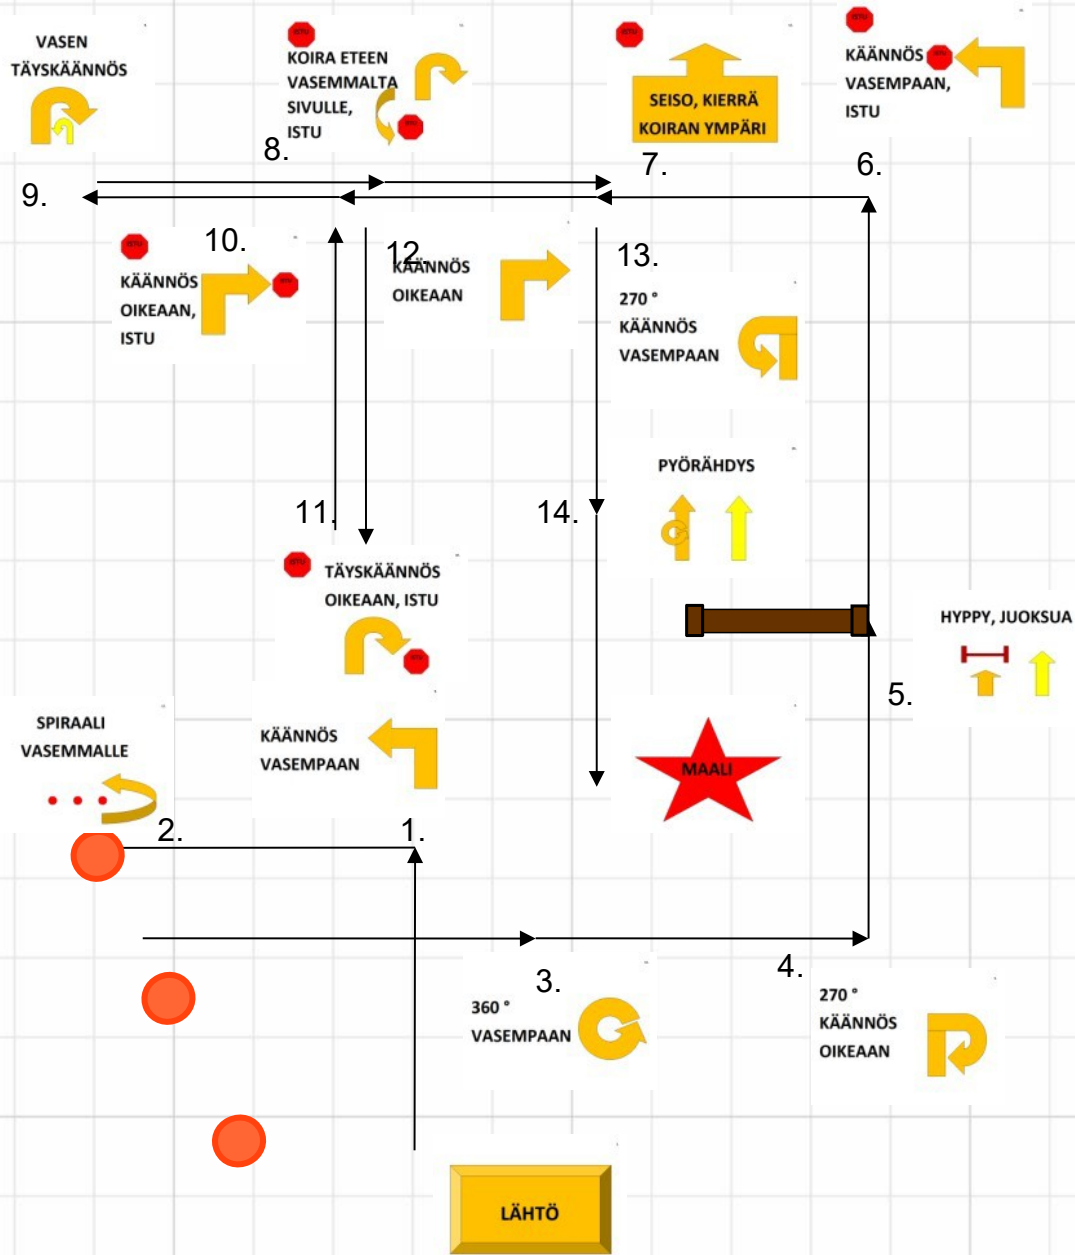 VASEN
TÄYSKÄÄNNÖS
KOIRA ETEEN
VASEMMALTA
SIVULLE,
ISTU
SEISO, KIERRÄ
KOIRAN YMPÄRI
KÄÄNNÖS
VASEMPAAN,
ISTU
8.
7.
6.
9.
10.
KÄÄNNÖS
OIKEAAN,
ISTU
12.
KÄÄNNÖS
OIKEAAN
13.
270 °
KÄÄNNÖS
VASEMPAAN
PYÖRÄHDYS
11.
14.
TÄYSKÄÄNNÖS
OIKEAAN, ISTU
HYPPY, JUOKSUA
5.
SPIRAALI
VASEMMALLE
KÄÄNNÖS
VASEMPAAN
MAALI
2.
1.
3.
360 °
VASEMPAAN
4.
270 °
KÄÄNNÖS
OIKEAAN
LÄHTÖ